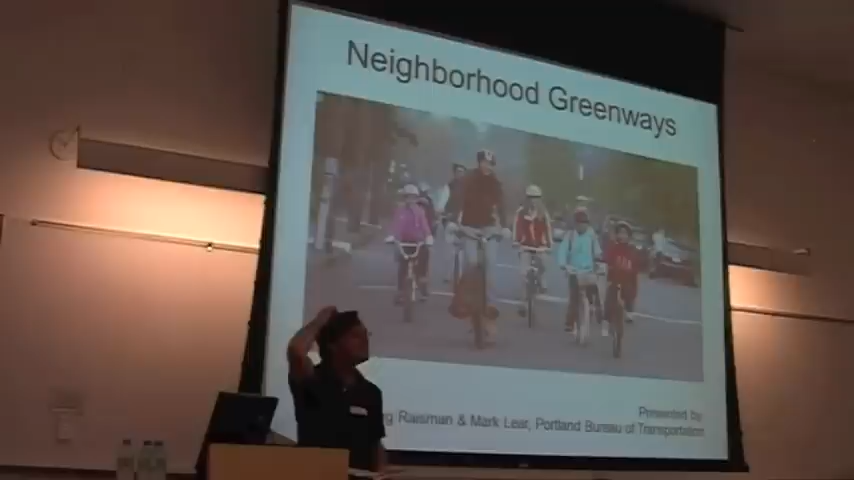 Neighborhood Greenways
Presented by:
Raisman & Mark Lear, Portland Bureau of Transportation